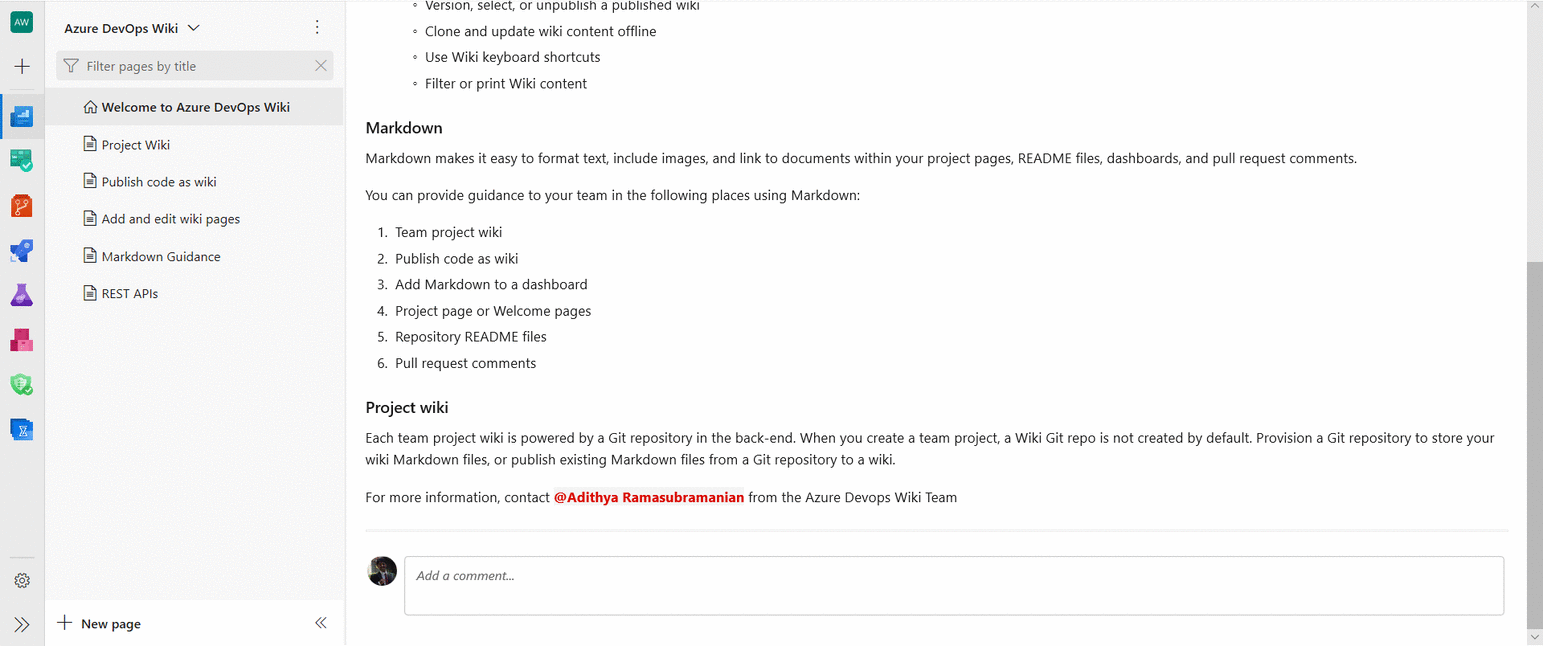 AW
Azure DevOps Wiki
Filter pages by title
Welcome to Azure DevOps Wiki
Project Wiki
Publish code as wiki
Add and edit wiki pages
Markdown Guidance
REST APIs
New page
◦ Version, select, or unpublish a published wiki
◦ Clone and update wiki content offline
◦ Use Wiki keyboard shortcuts
◦ Filter or print Wiki content
Markdown
Markdown makes it easy to format text, include images, and link to documents within your project pages, README files, dashboards, and pull request comments.
You can provide guidance to your team in the following places using Markdown:
1. Team project wiki
2. Publish code as wiki
3. Add Markdown to a dashboard
4. Project page or Welcome pages
5. Repository README files
6. Pull request comments
Project wiki
Each team project wiki is powered by a Git repository in the back-end. When you create a team project, a Wiki Git repo is not created by default. Provision a Git repository to store your
wiki Markdown files, or publish existing Markdown files from a Git repository to a wiki.
For more information, contact @Adithya Ramasubramanian from the Azure Devops Wiki Team
Add a comment...